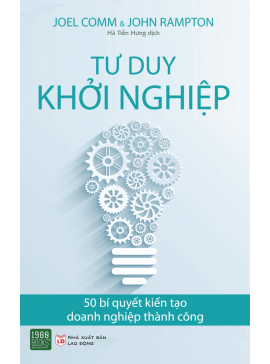 JOEL COMM & JOHN RAMPTON
Hà Tiến Hưng dịch
TƯ DUY
KHỞI NGHIỆP
50 bí quyết kiến tạo
doanh nghiệp thành công
1980
BOOKS
NHÀ XUẤT BẢN
LAO ĐỘNG